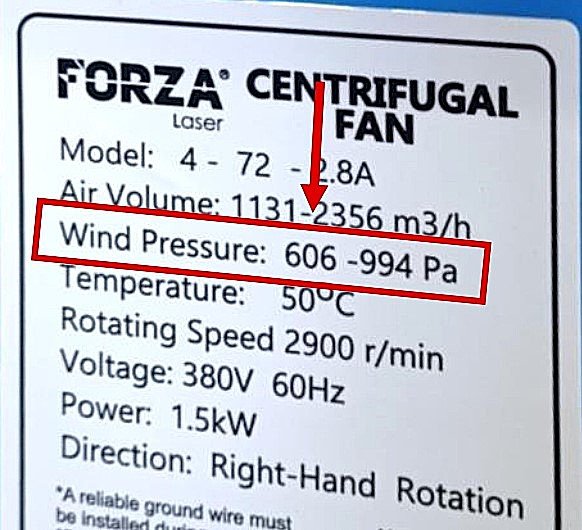 FORZA® CENTRIFUGAL
Laser FAN
Model: 4 - 72 - 2.8A
Air Volume: 1131-2356 m3/h
Wind Pressure: 606 -994 Pa
Temperature: 50°C
Rotating Speed 2900 r/min
Voltage: 380V 60Hz
Power: 1.5kW
Direction: Right-Hand Rotation
*A reliable ground wire must
be installed during